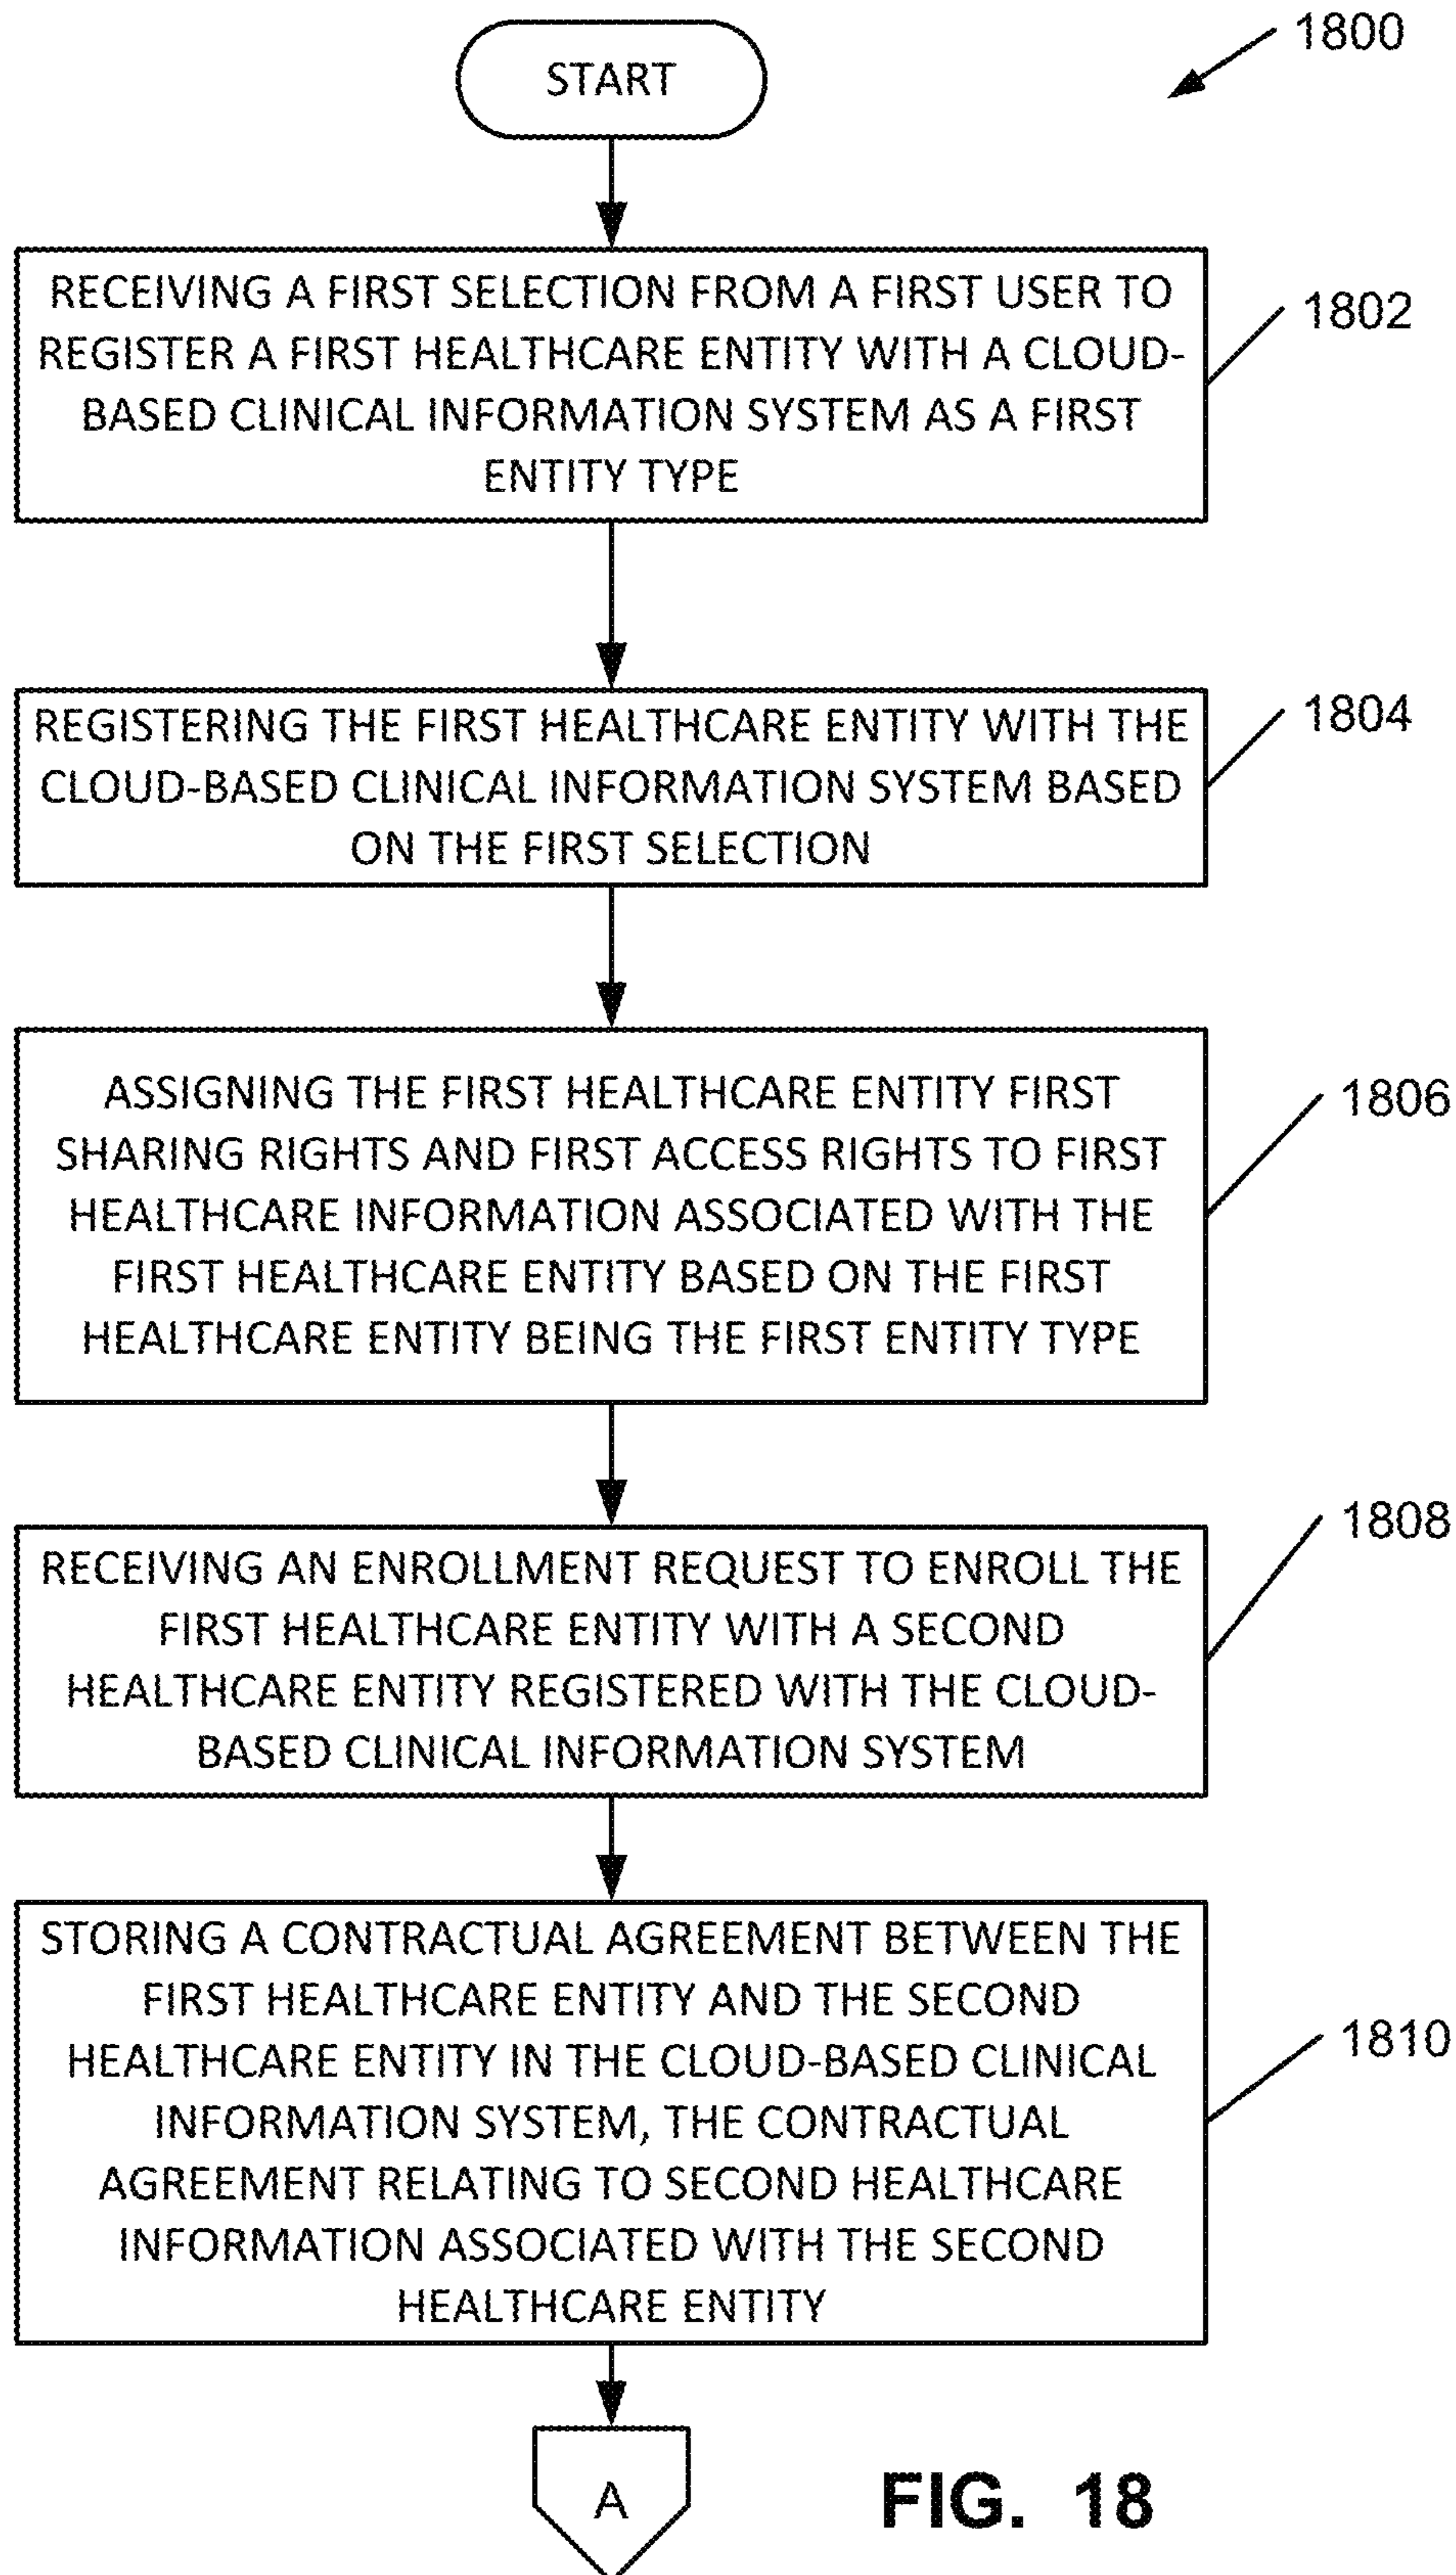 1800
START
RECEIVING A FIRST SELECTION FROM A FIRST USER TO
REGISTER A FIRST HEALTHCARE ENTITY WITH A CLOUD-
BASED CLINICAL INFORMATION SYSTEM AS A FIRST
ENTITY TYPE
1802
REGISTERING THE FIRST HEALTHCARE ENTITY WITH THE
CLOUD-BASED CLINICAL INFORMATION SYSTEM BASED
ON THE FIRST SELECTION
1804
ASSIGNING THE FIRST HEALTHCARE ENTITY FIRST
SHARING RIGHTS AND FIRST ACCESS RIGHTS TO FIRST
HEALTHCARE INFORMATION ASSOCIATED WITH THE
FIRST HEALTHCARE ENTITY BASED ON THE FIRST
HEALTHCARE ENTITY BEING THE FIRST ENTITY TYPE
1806
RECEIVING AN ENROLLMENT REQUEST TO ENROLL THE
FIRST HEALTHCARE ENTITY WITH A SECOND
HEALTHCARE ENTITY REGISTERED WITH THE CLOUD-
BASED CLINICAL INFORMATION SYSTEM
1808
STORING A CONTRACTUAL AGREEMENT BETWEEN THE
FIRST HEALTHCARE ENTITY AND THE SECOND
HEALTHCARE ENTITY IN THE CLOUD-BASED CLINICAL
INFORMATION SYSTEM, THE CONTRACTUAL
AGREEMENT RELATING TO SECOND HEALTHCARE
INFORMATION ASSOCIATED WITH THE SECOND
HEALTHCARE ENTITY
1810
A
FIG. 18